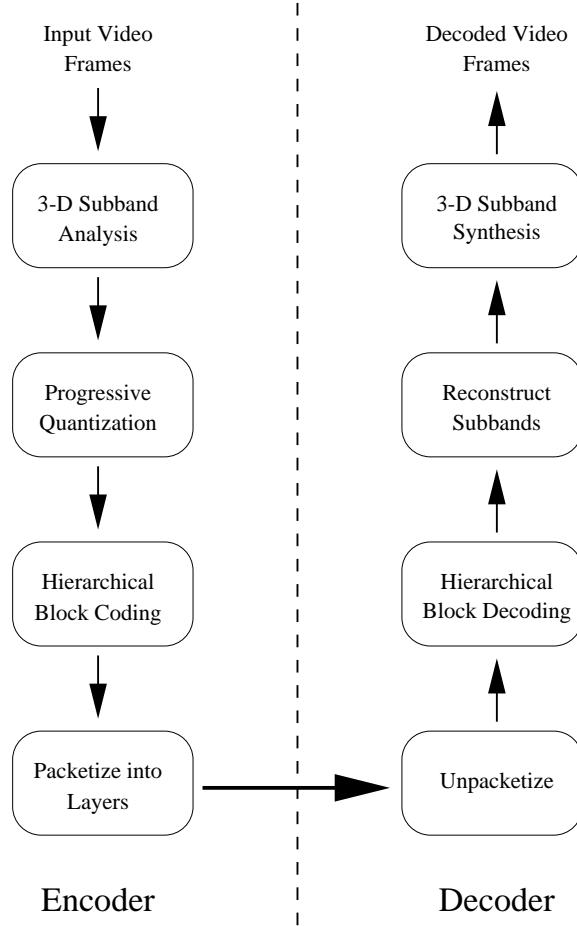 Input Video
Frames
3-D Subband
Analysis
Progressive
Quantization
Hierarchical
Block Coding
Packetize into
Layers
Encoder
Decoded Video
Frames
3-D Subband
Synthesis
Reconstruct
Subbands
Hierarchical
Block Decoding
Unpacketize
Decoder